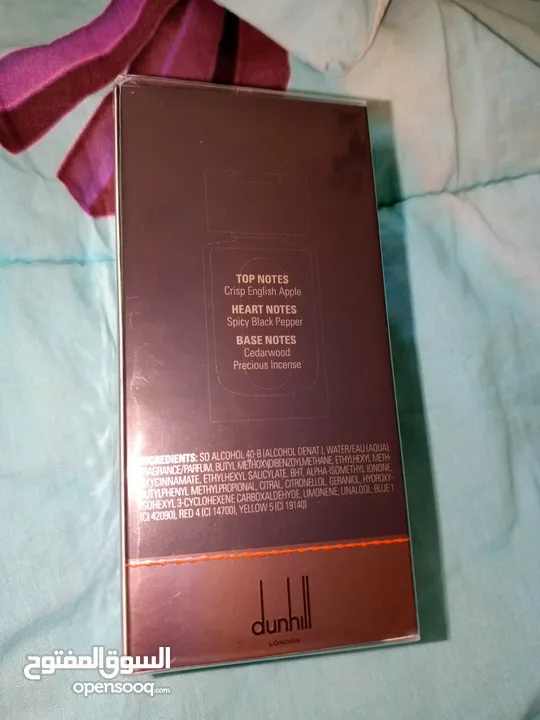 TOP NOTES
Crisp English Apple
HEART NOTES
Spicy Black Pepper
BASE NOTES
Cedarwood
Precious Incense
INGREDIENTS: SD ALCOHOL 40-B (ALCOHOL DENAT.), WATER/EAU (AQUA),
FRAGRANCE/PARFUM, BUTYL METHOXYDIBENZOYLMETHANE, ETHYLHEXYL METH-
OXYCINNAMATE, ETHYLHEXYL SALICYLATE, BHT, ALPHA-ISOMETHYL IONONE,
BUTYLPHENYL METHYLPROPIONAL, CITRAL, CITRONELLOL, GERANIOL, HYDROXY-
ISOHEXYL 3-CYCLOHEXENE CARBOXALDEHYDE, LIMONENE, LINALOOL, BLUE 1
(CI 42090), RED 4 (CI 14700), YELLOW 5 (CI 19140)
dunhill
LONDON
السوق المفتوح
opensooq.com